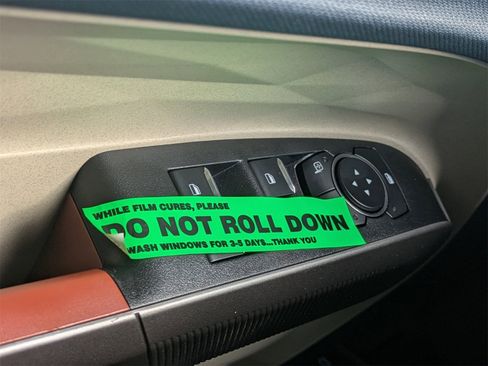 WHILE FILM CURES, PLEASE
DO NOT ROLL DOWN
WASH WINDOWS FOR 3-5 DAYS...THANK YOU